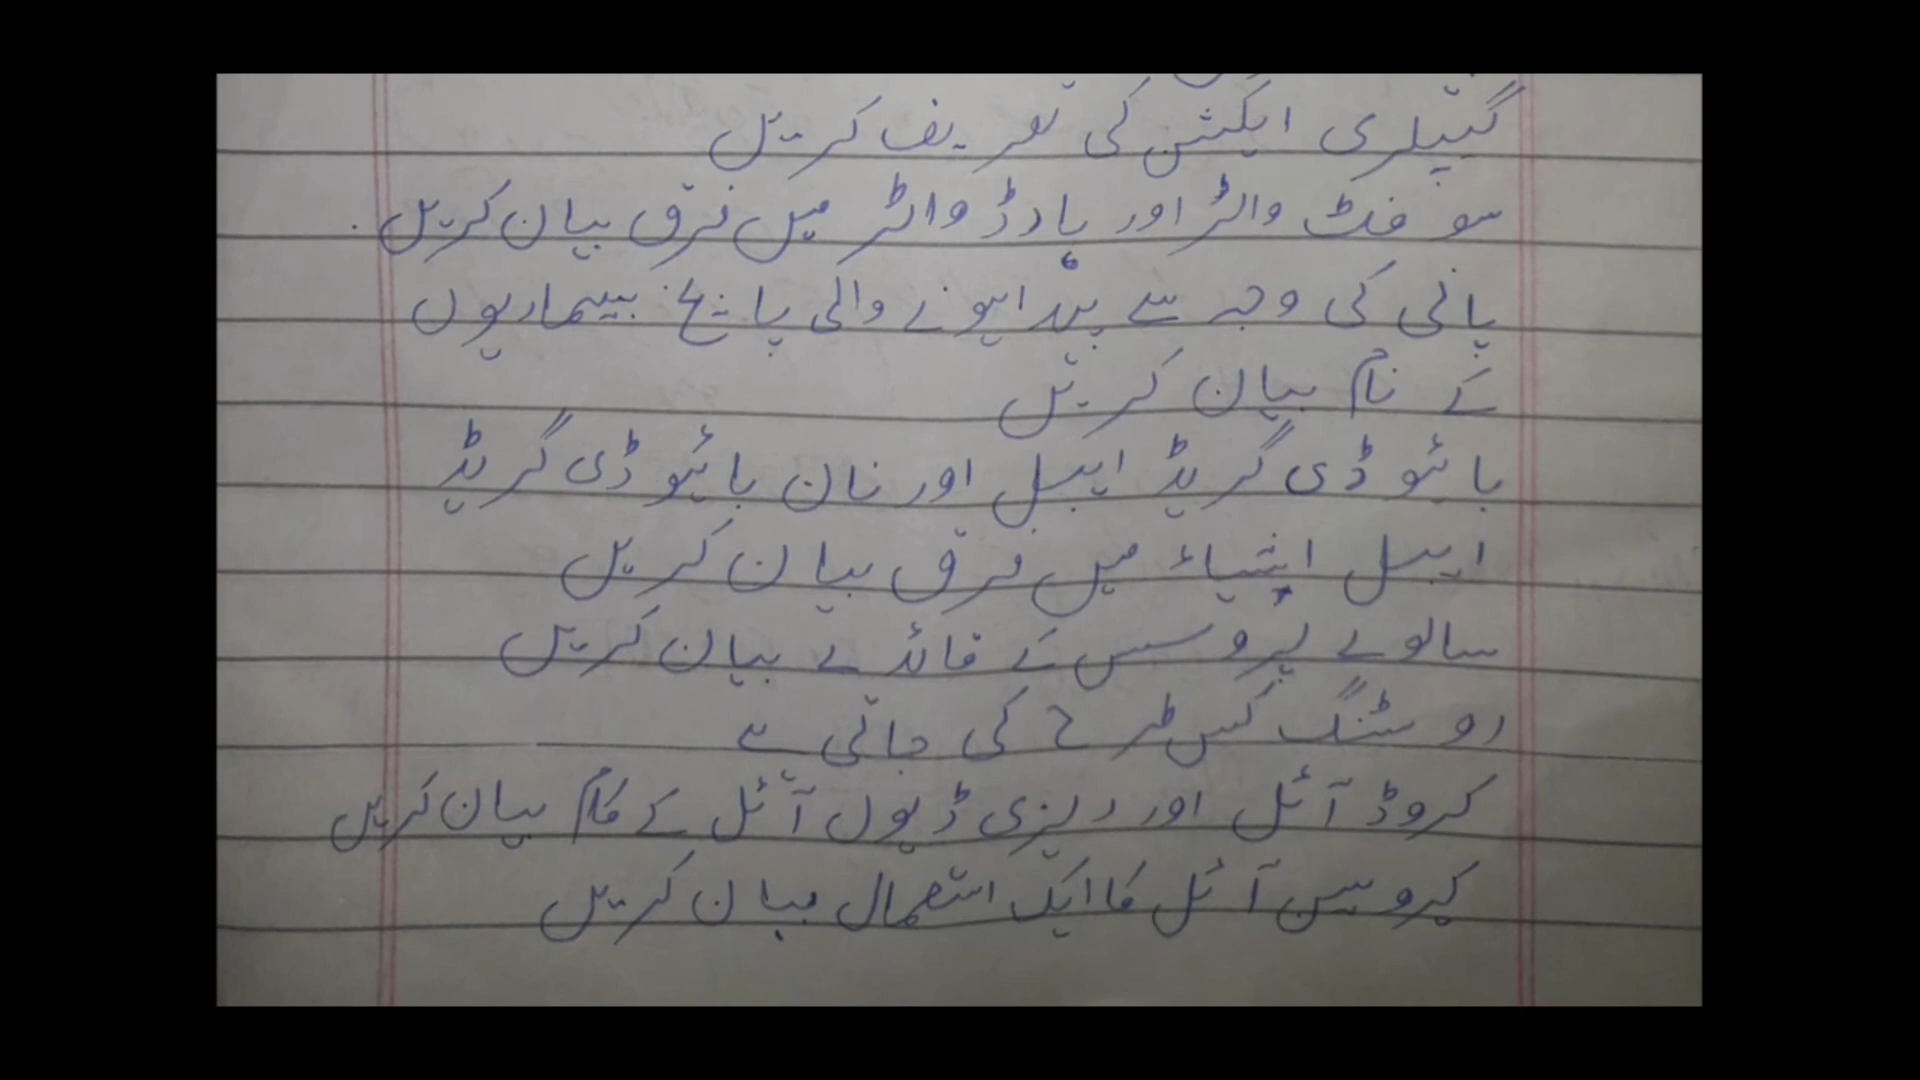 کیپلری ایکشن کی تعریف کریں
سوفٹ واٹر اور ہارڈ واٹر میں فرق بیان کریں.
پانی کی وجہ سے پیدا ہونے والی پانچ بیماریوں
کے نام بیان کریں
بائیو ڈی گریڈ ایبل اور نان بائیو ڈی گریڈ
ایبل اشیاء میں فرق بیان کریں
سالوے پروسس کے فائدے بیان کریں
روسٹنگ کس طرح کی جاتی ہے
کروڈ آئل اور ریزی ڈیول آئل کے کام بیان کریں
کیروسین آئل کا ایک استعمال بیان کریں